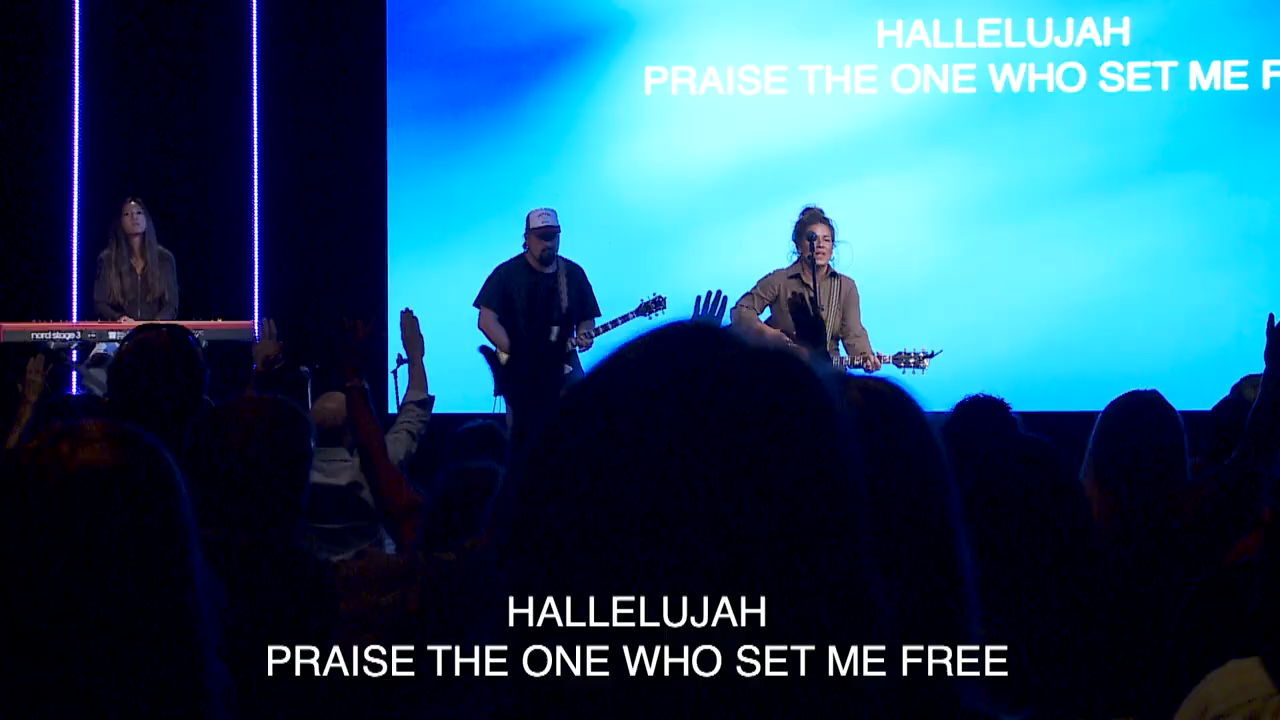 HALLELUJAH
PRAISE THE ONE WHO SET ME F
nord stage 3
HALLELUJAH
PRAISE THE ONE WHO SET ME FREE